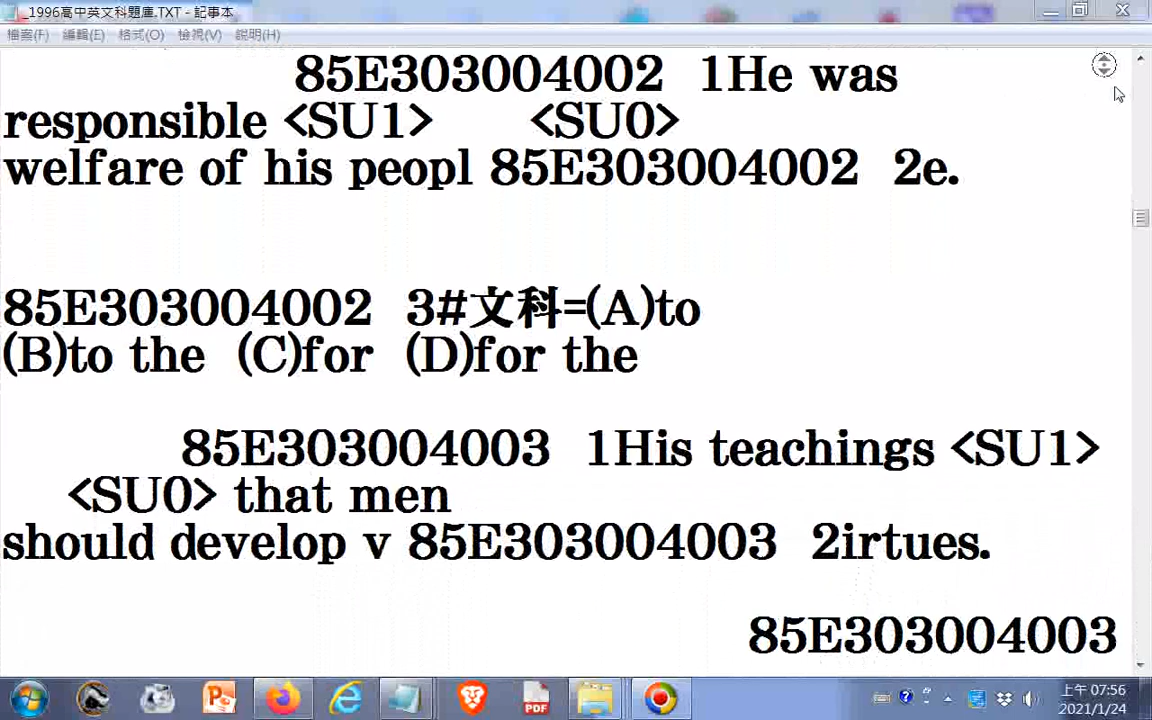 _1996高中英文科題庫.TXT - 記事本
檔案(F) 編輯(E) 格式(O) 檢視(V) 說明(H)
85E303004002 1He was
responsible <SU1> <SU0>
welfare of his peopl 85E303004002 2e.
85E303004002 3#文科=(A)to
(B)to the (C)for (D)for the
85E303004003 1His teachings <SU1>
<SU0> that men
should develop v 85E303004003 2irtues.
85E303004003
PDF
上午 07:56
2021/1/24